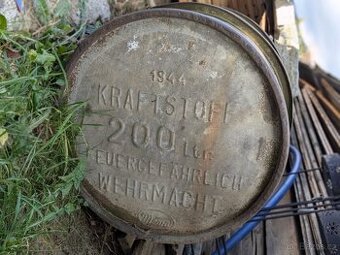 1944
KRAFTSTOFF
200 Ltr.
FEUERGEFÄHRLICH
WEHRMACHT